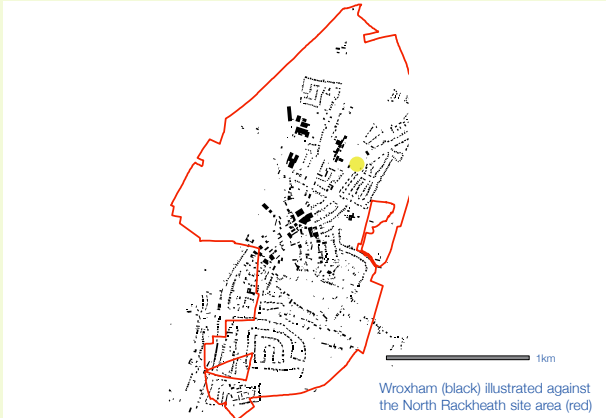 1km
Wroxham (black) illustrated against
the North Rackheath site area (red)